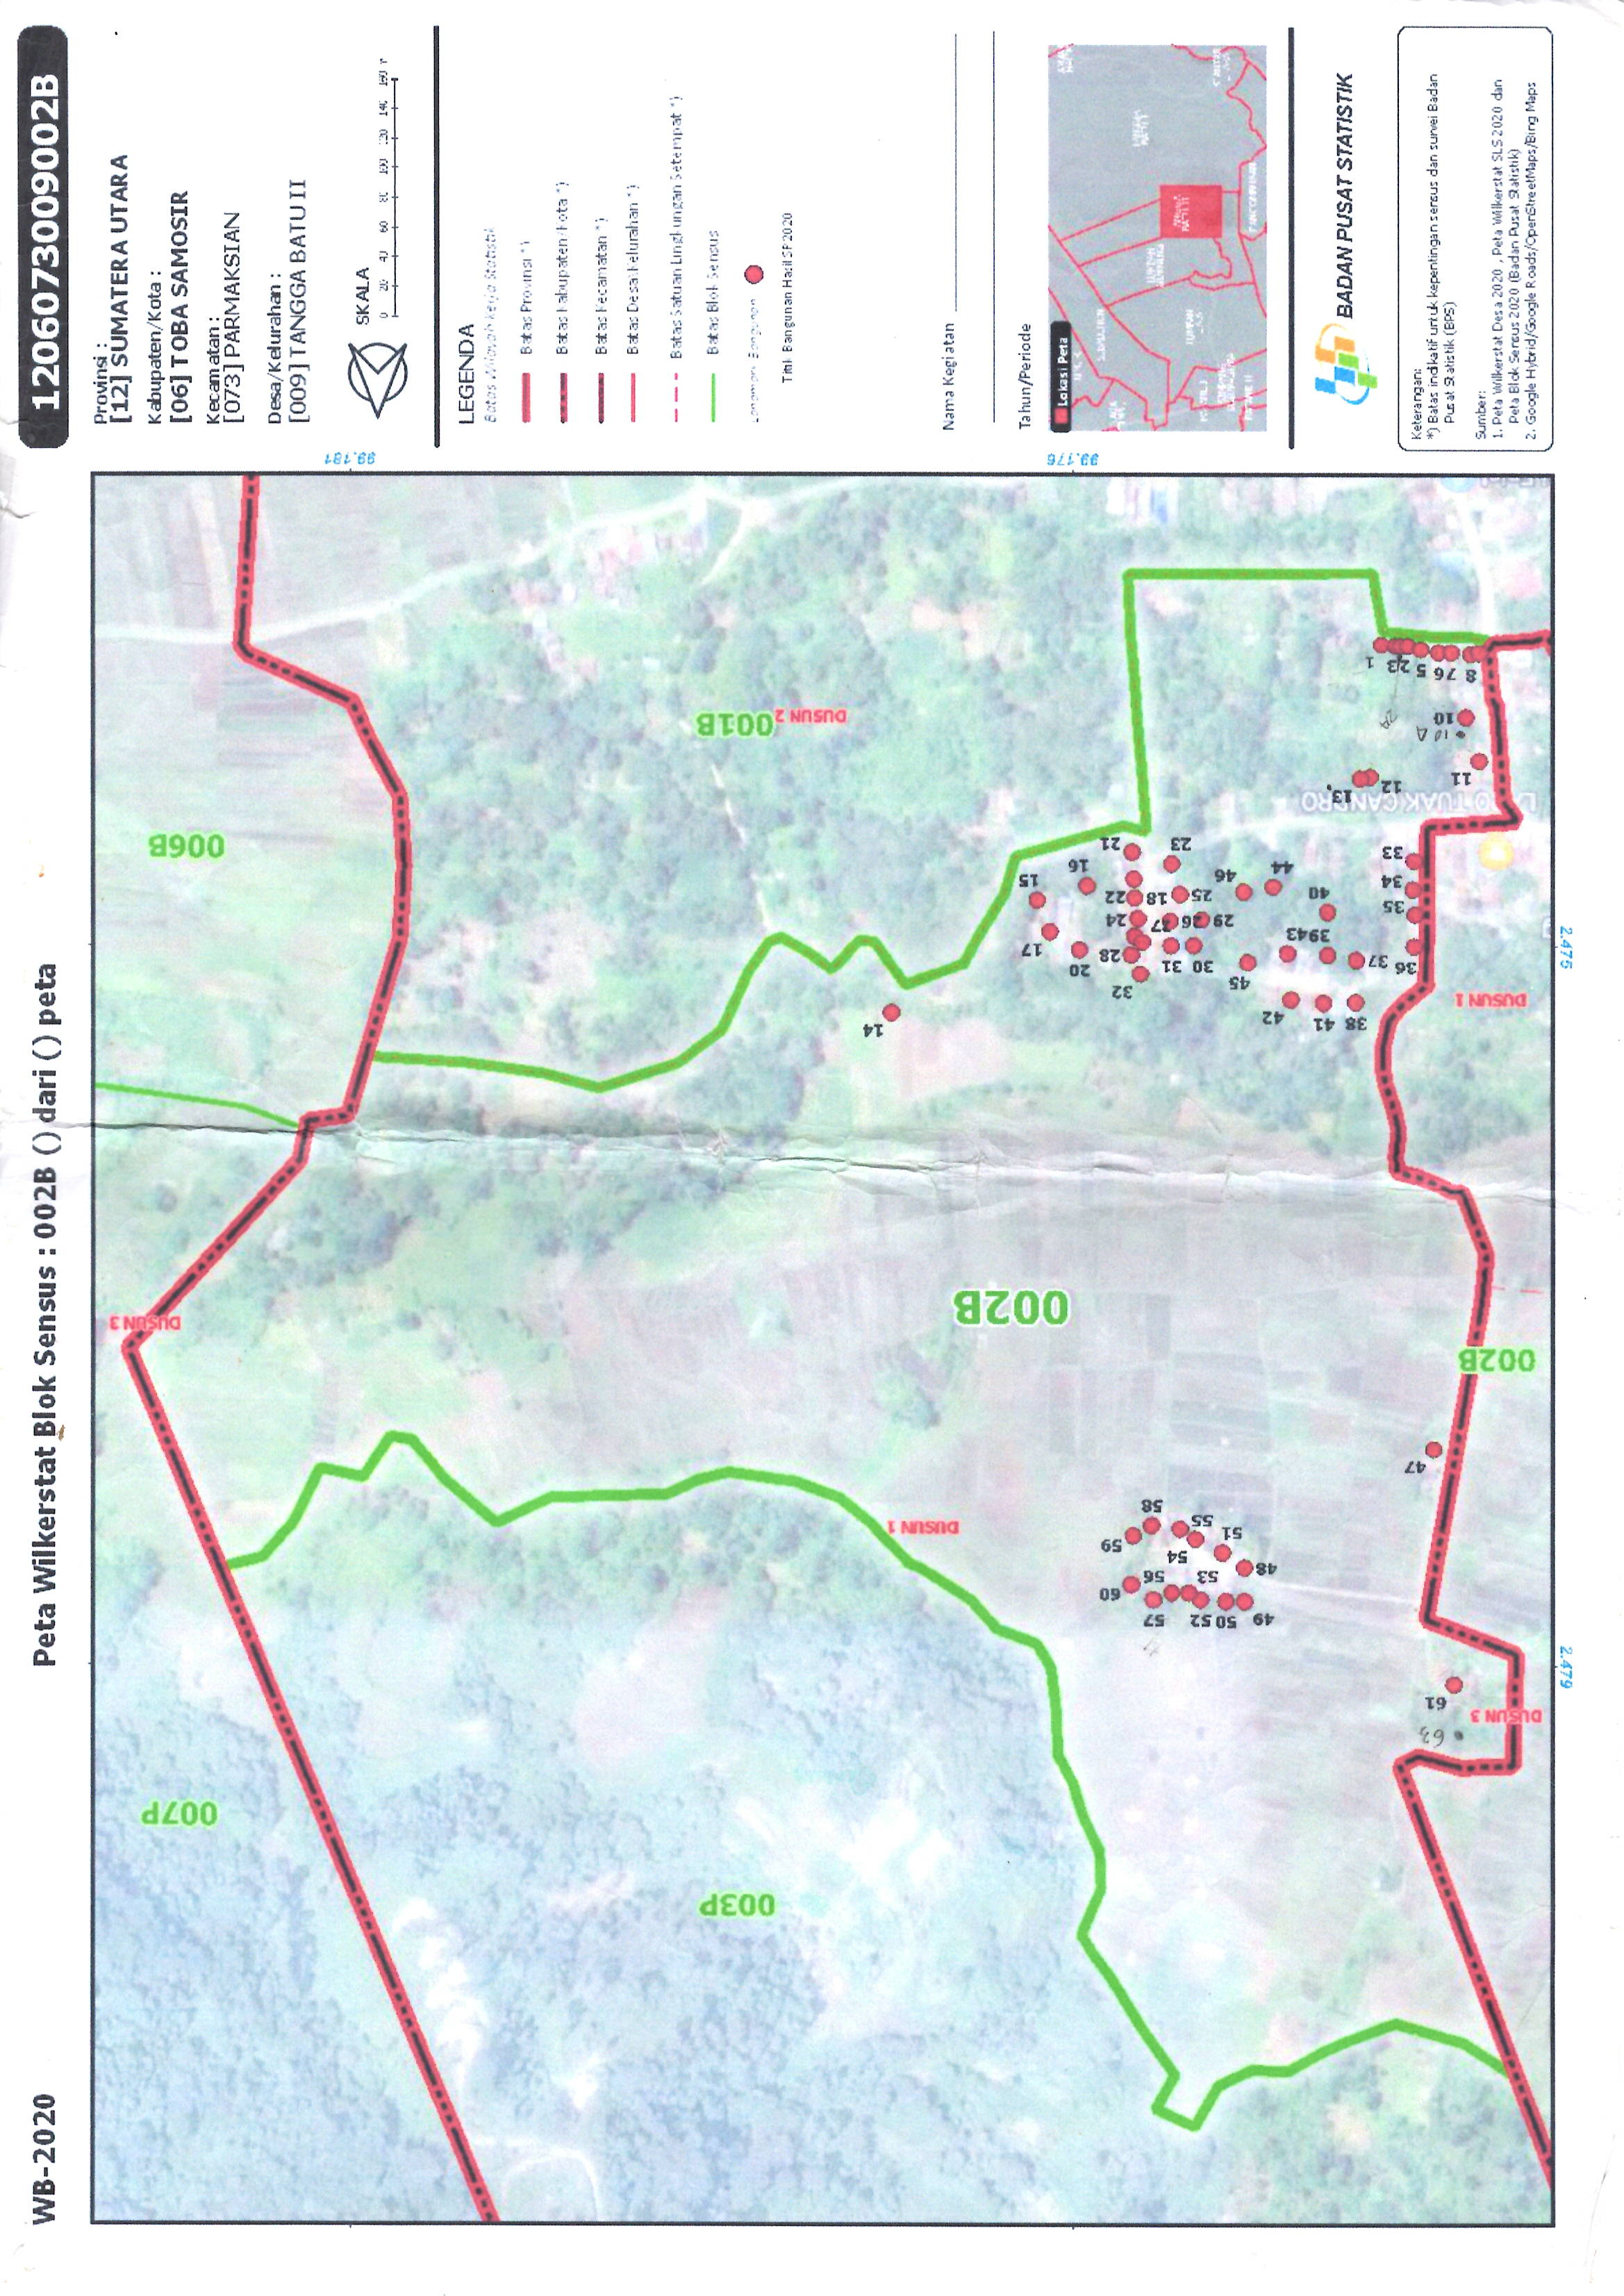 WB-2020
Peta Wilkerstat Blok Sensus : 002B () dari () peta
12060730090​02B
Provinsi :
[12] SUMATERA UTARA
Kabupaten/Kota :
[06] TOBA SAMOSIR
Kecamatan :
[073] PARMAKSIAN
Desa/Kelurahan :
[009] TANGGA BATU II
SKALA
0 20 40 60 80 100 120 140 160 m
LEGENDA
Batas Wilayah Kerja Statistik
Batas Provinsi *)
Batas Kabupaten/Kota *)
Batas Kecamatan *)
Batas Desa/Kelurahan *)
Batas Satuan Lingkungan Setempat *)
Batas Blok Sensus
Titik Bangunan Hasil SP2020
Nama Kegiatan
Tahun/Periode
Lokasi Peta
BADAN PUSAT STATISTIK
Keterangan:
*) Batas indikatif untuk kepentingan sensus dan survei Badan
Pusat Statistik (BPS)
Sumber:
1. Peta Wilkerstat Desa 2020, Peta Wilkerstat SLS 2020 dan
Peta Blok Sensus 2020 (Badan Pusat Statistik)
2. Google Hybrid/Google Roads/OpenStreetMaps/Bing Maps
003P
007P
63
DUSUN 3
61
2.479
49 50 52 57
60
53 56
48
54
59
51 55
58
DUSUN 1
47
002B
002B
DUSUN 3
14
38 41 42
DUSUN 1
32
45
36 37
30 31
28 20
17
39 43
2.475
29 26 27 24
35
40
25 18 22
34
44 46
16 15
33
23 21
006B
LAPO TUAK CANDRO
12 13
11
10 A
10
2A
DUSUN 2
001B
8 7 6 5 2 3 1
99.176
99.181